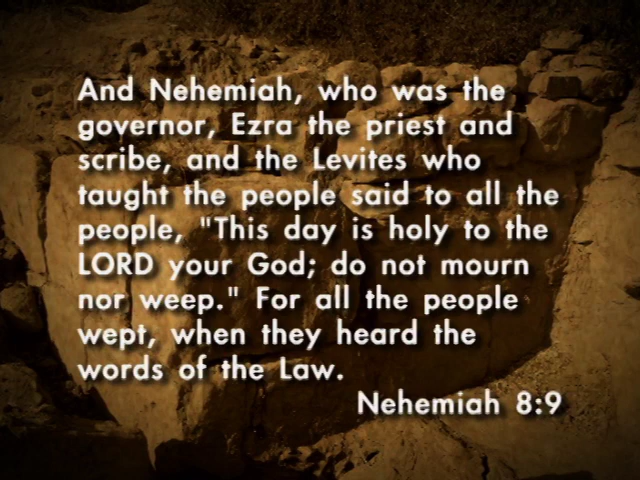 And Nehemiah, who was the
governor, Ezra the priest and
scribe, and the Levites who
taught the people said to all the
people, "This day is holy to the
LORD your God; do not mourn
nor weep." For all the people
wept, when they heard the
words of the Law.
Nehemiah 8:9